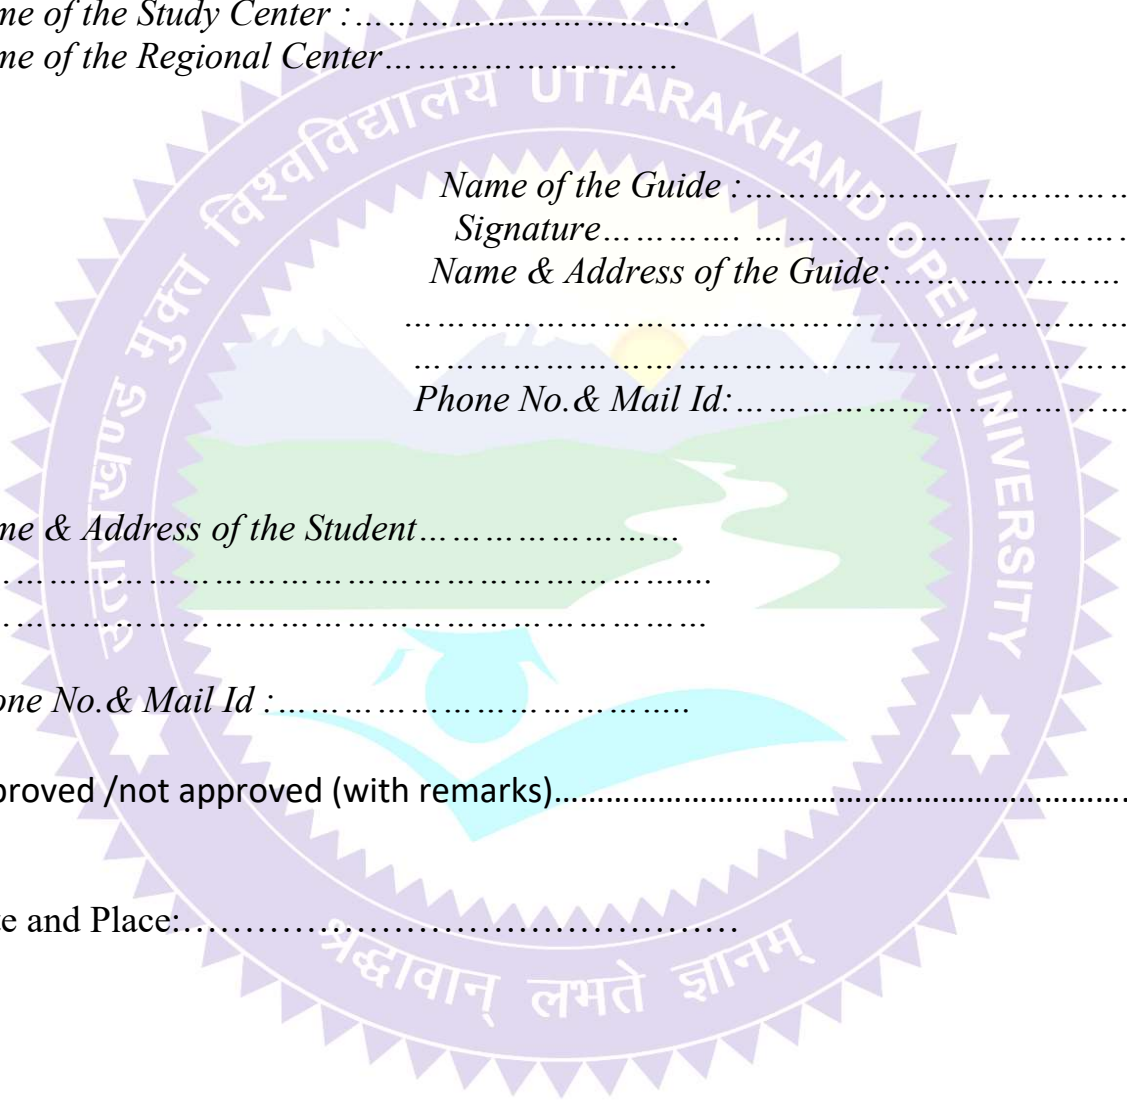 me of the Study Center :…………………………….
me of the Regional Center………………………
उत्तराखण्ड मुक्त विश्वविद्यालय UTTARAKHAND OPEN UNIVERSITY
Name of the Guide :………………………………
Signature…………. ………………………………
Name & Address of the Guide:…………………
………………………………………………………………
………………………………………………………………
Phone No.& Mail Id:………………………………
me & Address of the Student……………………
………………………………………………………......
……………………………………………………………
one No.& Mail Id :………………………………..
proved /not approved (with remarks)………………………………………………
te and Place:………………………………………
श्रद्धावान् लभते ज्ञानम्